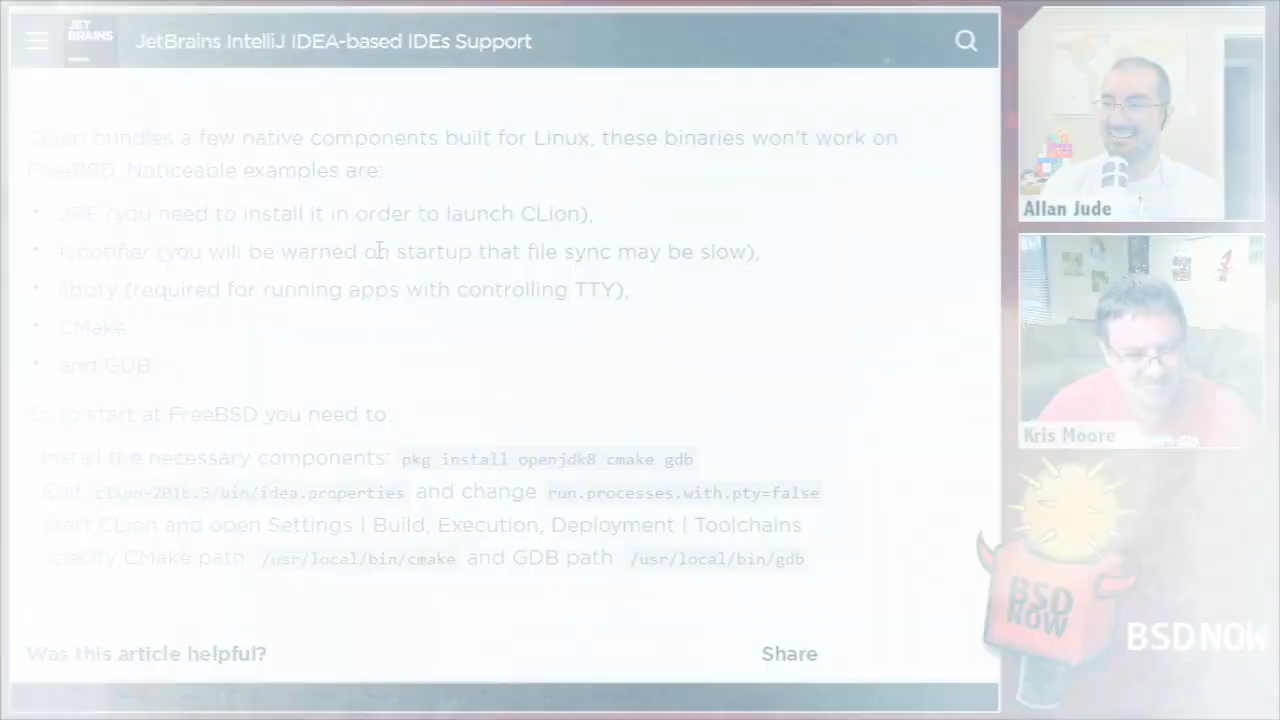 JET
BRAINS
JetBrains IntelliJ IDEA-based IDEs Support
CLion bundles a few native components built for Linux, these binaries won't work on
FreeBSD. Noticeable examples are:
• JRE (you need to install it in order to launch CLion),
• fsnotifier (you will be warned on startup that file sync may be slow),
• libpty (required for running apps with controlling TTY),
• CMake
• and GDB
So to start at FreeBSD you need to:
- Install the necessary components: pkg install openjdk8 cmake gdb
- Edit clion-2016.3/bin/idea.properties and change run.processes.with.pty=false
Start CLion and open Settings | Build, Execution, Deployment | Toolchains
specify CMake path /usr/local/bin/cmake and GDB path /usr/local/bin/gdb
Was this article helpful?
Share
Allan Jude
Kris Moore
BSD
NOW
BSDNOW